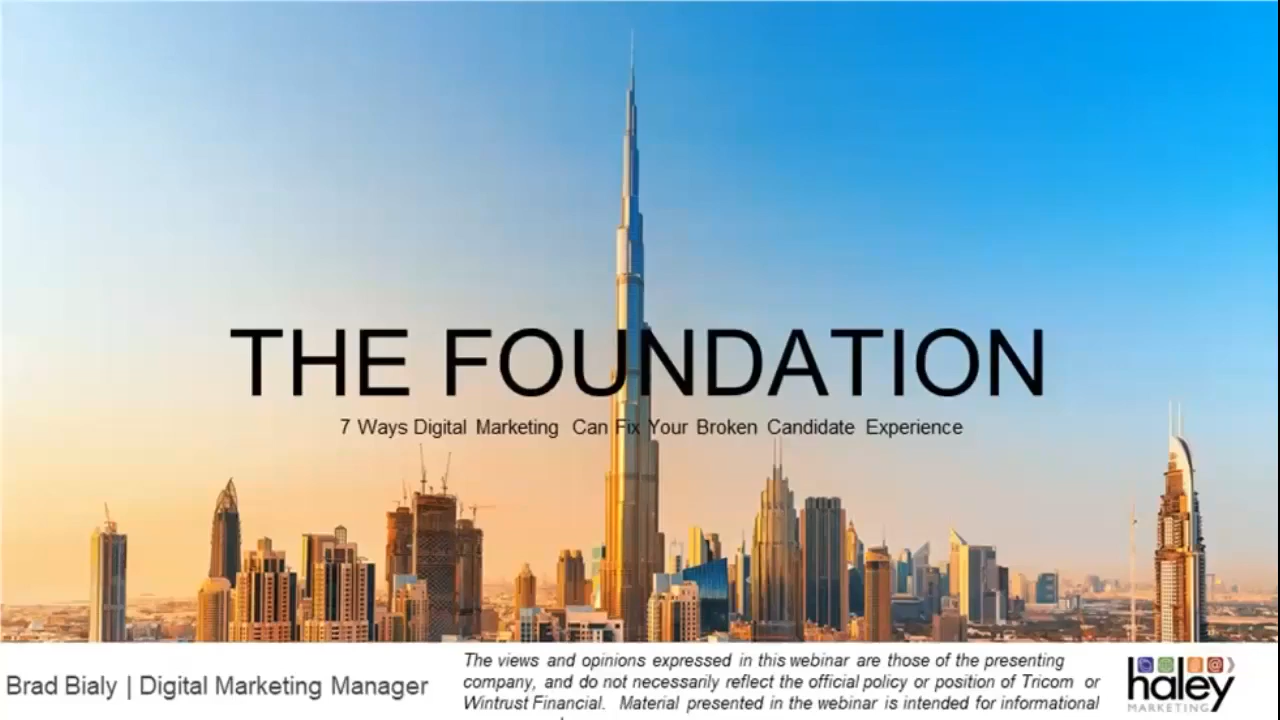 THE FOUNDATION
7 Ways Digital Marketing Can Fix Your Broken Candidate Experience
Brad Bialy | Digital Marketing Manager
The views and opinions expressed in this webinar are those of the presenting
company, and do not necessarily reflect the official policy or position of Tricom or
Wintrust Financial. Material presented in the webinar is intended for informational
haley
MARKETING